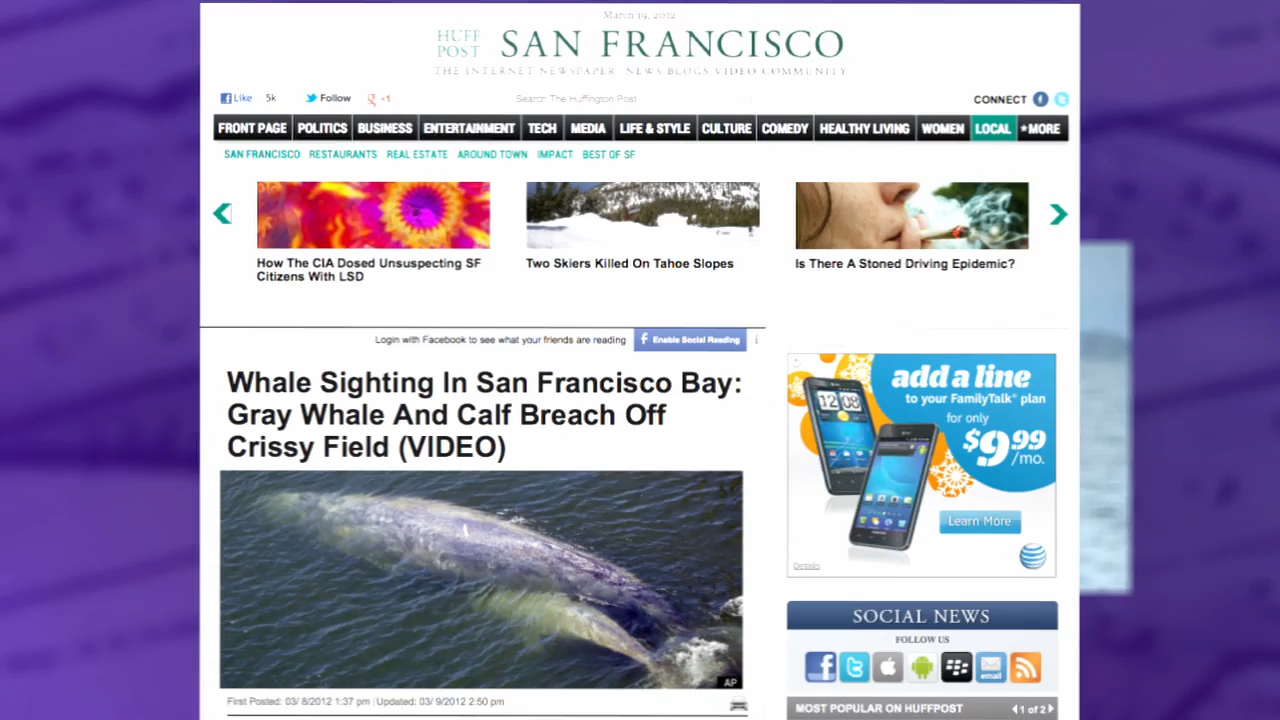 March 19, 2012
HUFF
POST
SAN FRANCISCO
THE INTERNET NEWSPAPER NEWS BLOGS VIDEO COMMUNITY
Like 5k Follow +1 Search The Huffington Post CONNECT
FRONT PAGE POLITICS BUSINESS ENTERTAINMENT TECH MEDIA LIFE & STYLE CULTURE COMEDY HEALTHY LIVING WOMEN LOCAL MORE
SAN FRANCISCO RESTAURANTS REAL ESTATE AROUND TOWN IMPACT BEST OF SF
How The CIA Dosed Unsuspecting SF
Citizens With LSD
Two Skiers Killed On Tahoe Slopes
Is There A Stoned Driving Epidemic?
Login with Facebook to see what your friends are reading Enable Social Reading i
Whale Sighting In San Francisco Bay:
Gray Whale And Calf Breach Off
Crissy Field (VIDEO)
AP
First Posted: 03/ 8/2012 1:37 pm | Updated: 03/ 9/2012 2:50 pm
add a line
to your FamilyTalk® plan
for only
$9.99
/mo.
12 08
Learn More
at&t
Details
SOCIAL NEWS
FOLLOW US
email
MOST POPULAR ON HUFFPOST 1 of 2